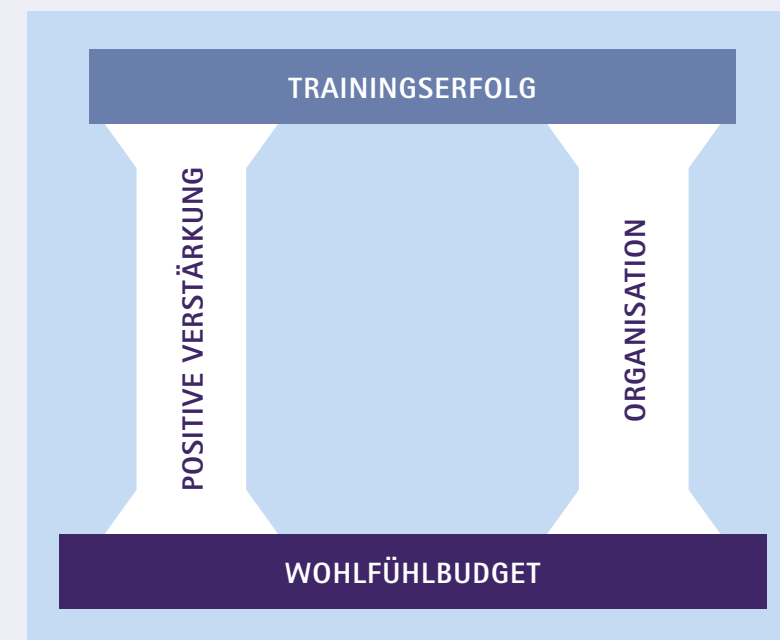 TRAININGSERFOLG
POSITIVE VERSTÄRKUNG
ORGANISATION
WOHLFÜHLBUDGET